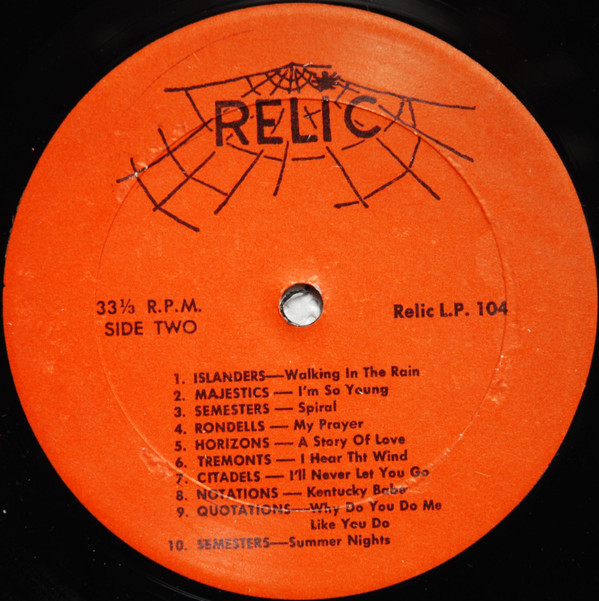 RELIC
33⅓ R.P.M.
SIDE TWO
Relic L.P. 104
1. ISLANDERS—Walking In The Rain
2. MAJESTICS — I'm So Young
3. SEMESTERS — Spiral
4. RONDELLS — My Prayer
5. HORIZONS — A Story Of Love
6. TREMONTS — I Hear Tht Wind
7. CITADELS — I'll Never Let You Go
8. NOTATIONS — Kentucky Babe
9. QUOTATIONS—Why Do You Do Me
Like You Do
10. SEMESTERS—Summer Nights